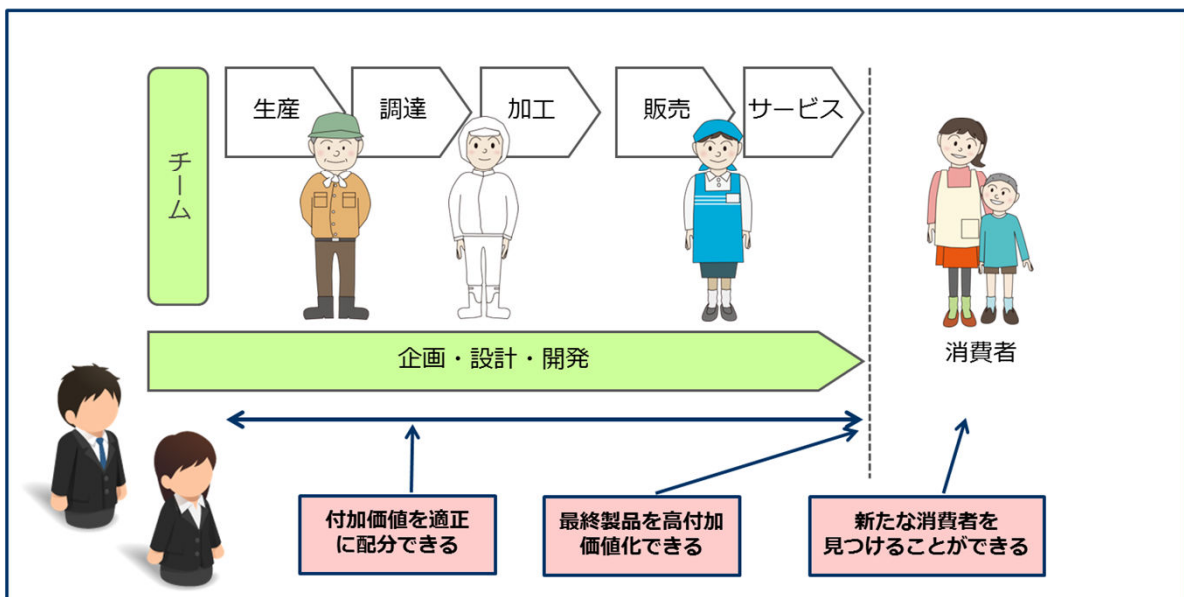 チーム
生産
調達
加工
販売
サービス
企画・設計・開発
消費者
付加価値を適正
に配分できる
最終製品を高付加
価値化できる
新たな消費者を
見つけることができる